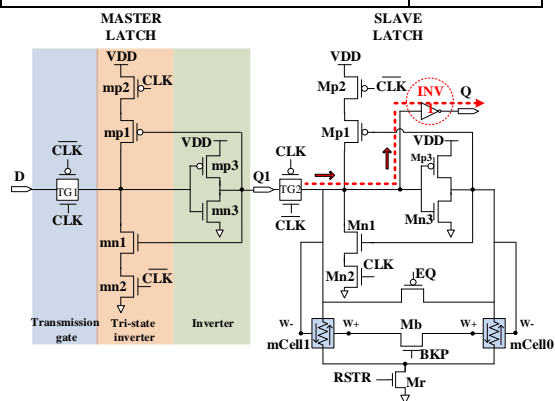 MASTER
LATCH
SLAVE
LATCH
VDD
mp2
CLK
mp1
VDD
mp3
CLK
D
TG1
CLK
mn3
mn1
mn2
CLK
Transmission
gate
Tri-state
inverter
Inverter
VDD
Mp2
CLK
INV
1
Q
Mp1
VDD
Mp3
CLK
Q1
TG2
CLK
Mn3
Mn1
Mn2
CLK
EQ
W-
W+
Mb
W+
W-
mCell1
BKP
mCell0
RSTR
Mr